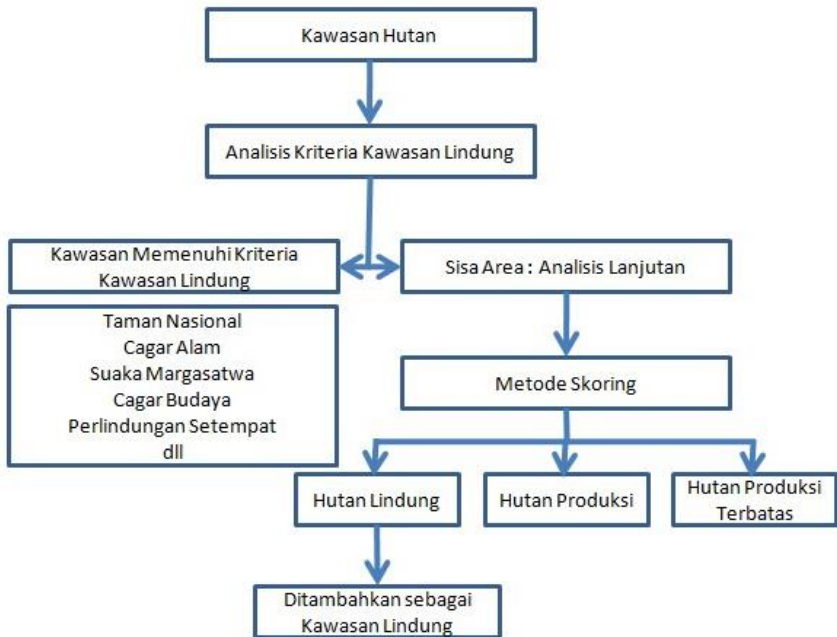 Kawasan Hutan
Analisis Kriteria Kawasan Lindung
Kawasan Memenuhi Kriteria
Kawasan Lindung
Sisa Area : Analisis Lanjutan
Taman Nasional
Cagar Alam
Suaka Margasatwa
Cagar Budaya
Perlindungan Setempat
dll
Metode Skoring
Hutan Lindung
Hutan Produksi
Hutan Produksi
Terbatas
Ditambahkan sebagai
Kawasan Lindung